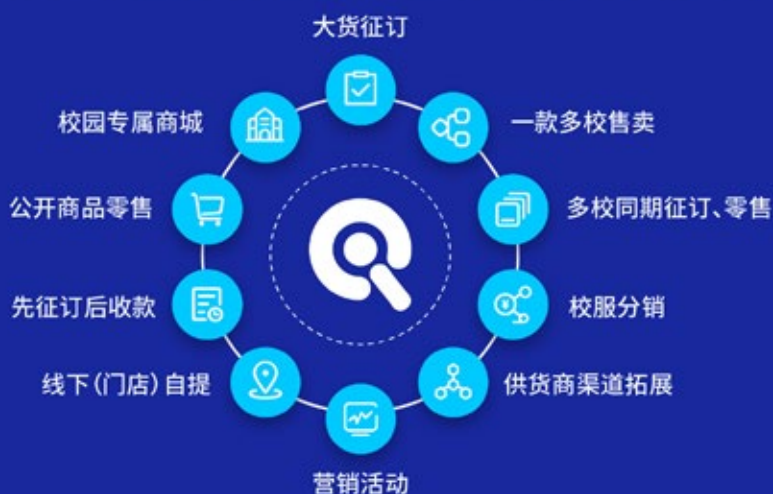 大货征订
校园专属商城
一款多校售卖
公开商品零售
多校同期征订、零售
先征订后收款
校服分销
线下(门店)自提
供货商渠道拓展
营销活动